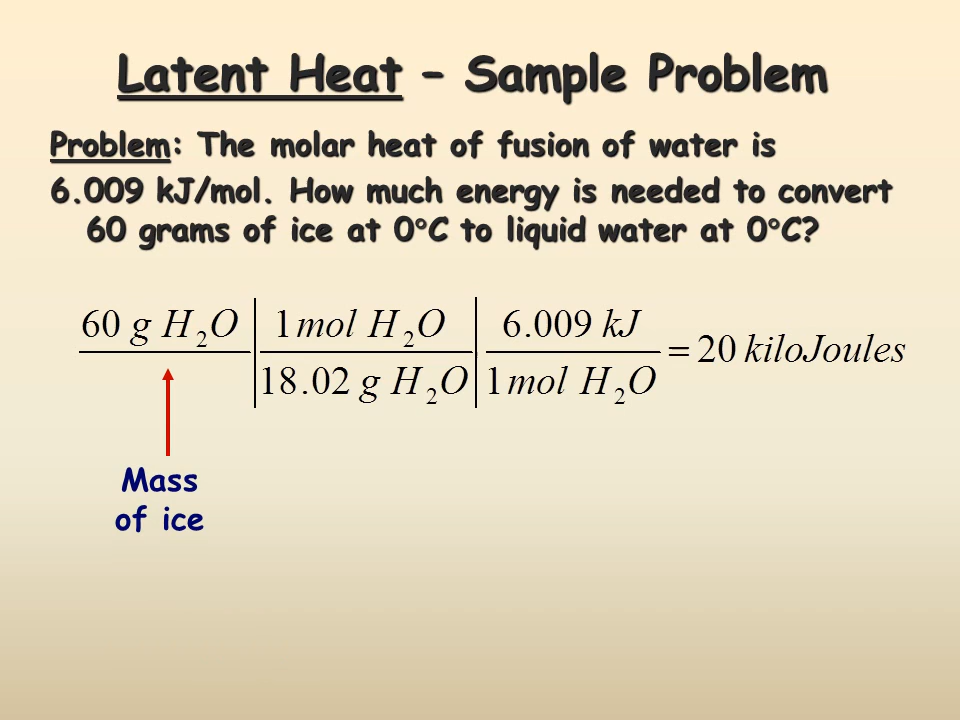 Latent Heat – Sample Problem
Problem: The molar heat of fusion of water is
6.009 kJ/mol. How much energy is needed to convert
60 grams of ice at 0°C to liquid water at 0°C?
60 g H₂O | 1 mol H₂O | 6.009 kJ
18.02 g H₂O | 1 mol H₂O = 20 kiloJoules
Mass
of ice